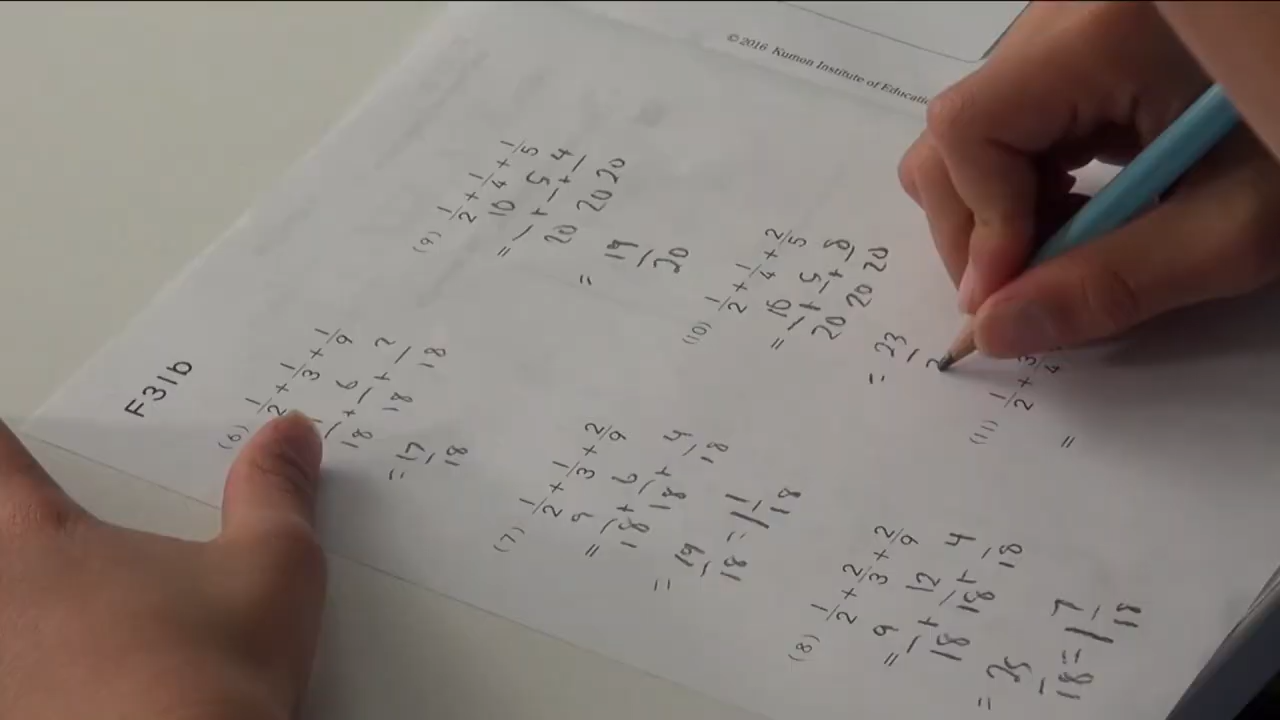 © 2016 Kumon Institute of Educatio
F31b
(6) 1/2 + 1/3 + 1/9
/18 + 6/18 + 2/18
= 17/18
(7) 1/2 + 1/3 + 2/9
= 9/18 + 6/18 + 4/18
= 19/18 = 1 1/18
(8) 1/2 + 2/3 + 2/9
= 9/18 + 12/18 + 4/18
= 25/18 = 1 7/18
(9) 1/2 + 1/4 + 1/5
= 10/20 + 5/20 + 4/20
= 19/20
(10) 1/2 + 1/4 + 2/5
= 10/20 + 5/20 + 8/20
= 23/2
(11) 1/2 + 3/4
=